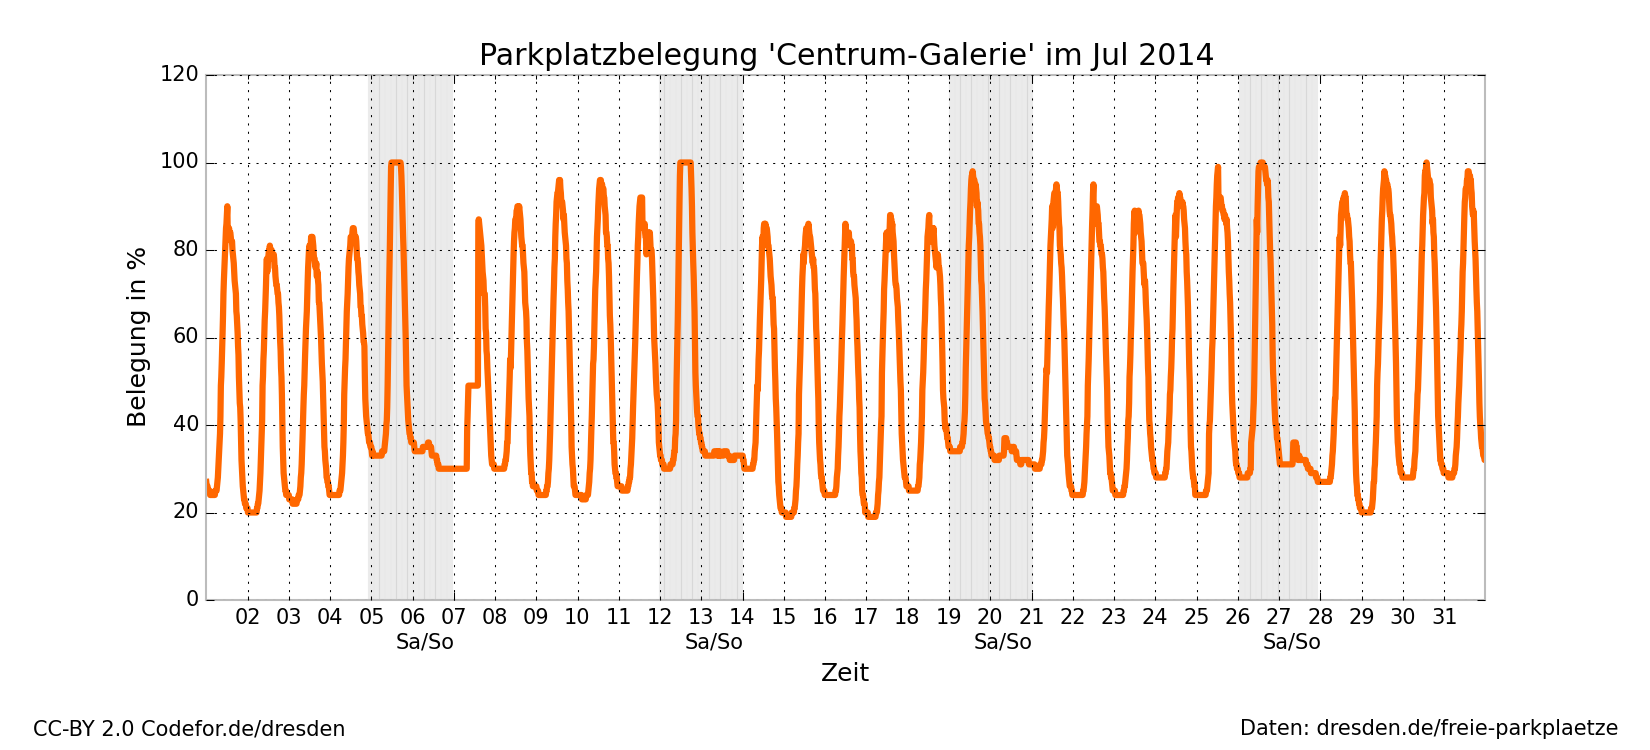 Parkplatzbelegung 'Centrum-Galerie' im Jul 2014
120
100
80
60
40
20
0
Belegung in %
02 03 04 05 06 07 08 09 10 11 12 13 14 15 16 17 18 19 20 21 22 23 24 25 26 27 28 29 30 31
Sa/So Sa/So Sa/So Sa/So
Zeit
CC-BY 2.0 Codefor.de/dresden
Daten: dresden.de/freie-parkplaetze